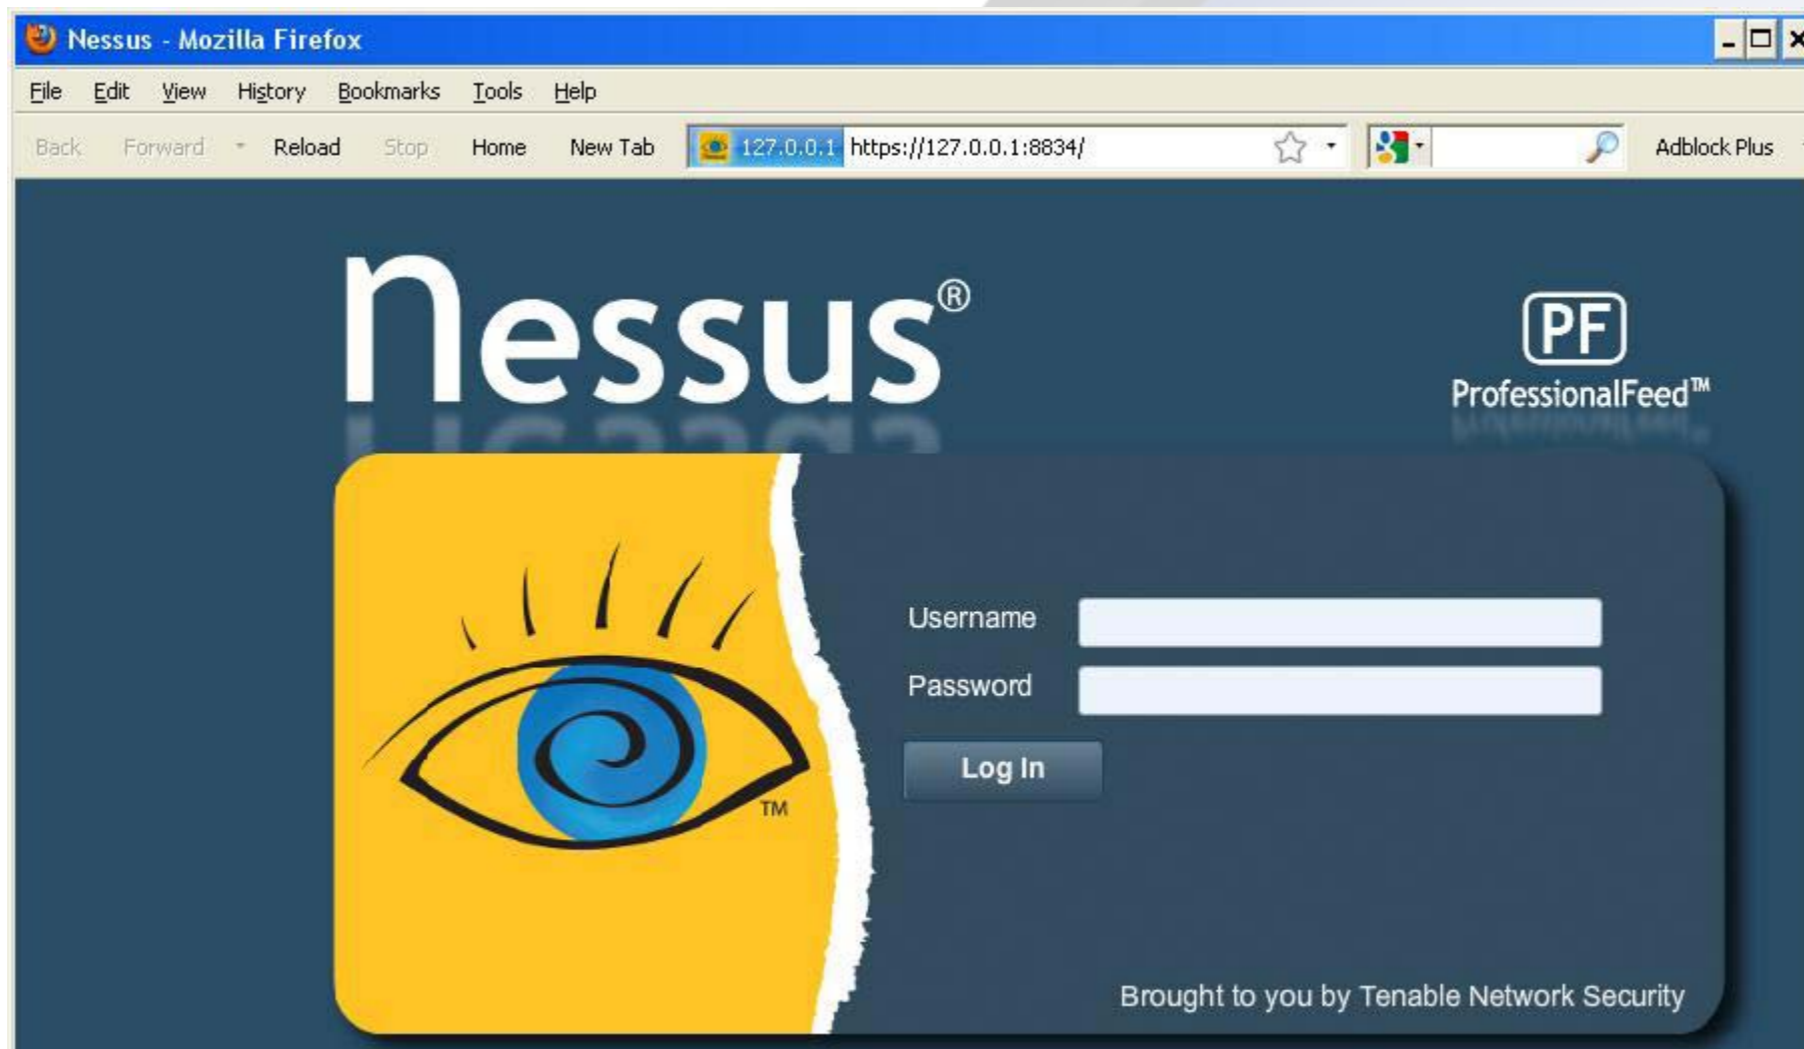 Nessus - Mozilla Firefox
File Edit View History Bookmarks Tools Help
Back Forward Reload Stop Home New Tab 127.0.0.1 https://127.0.0.1:8834/ Adblock Plus
nessus®
PF
ProfessionalFeed™
Username
Password
Log In
TM
Brought to you by Tenable Network Security